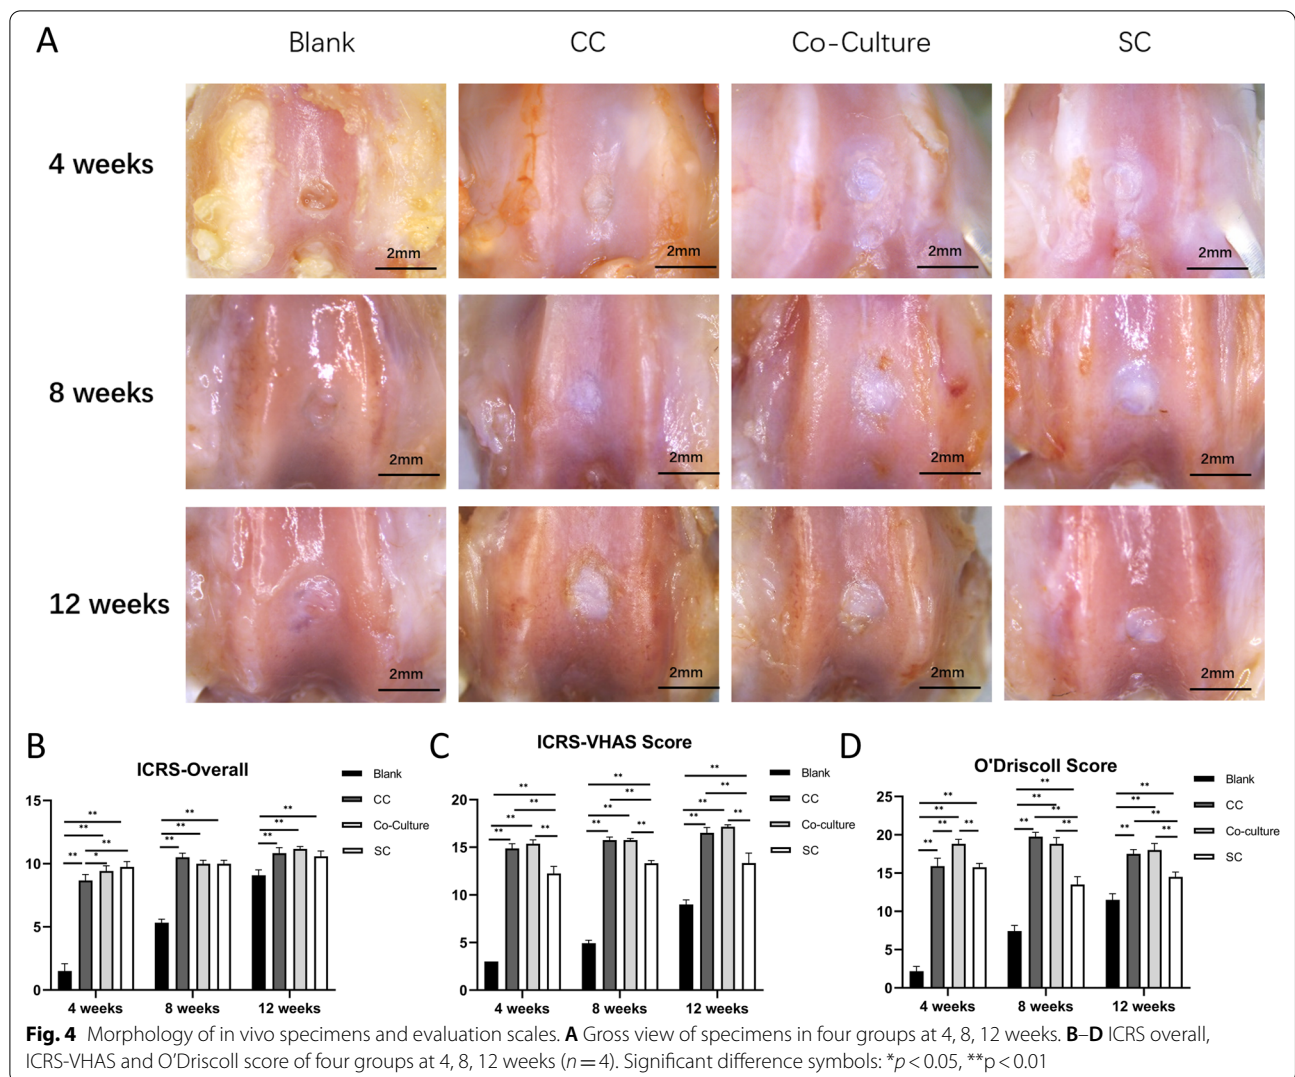 A
Blank CC Co-Culture SC
4 weeks
2mm 2mm 2mm 2mm
8 weeks
2mm 2mm 2mm 2mm
12 weeks
2mm 2mm 2mm 2mm
B
ICRS-Overall
Blank
CC
Co-Culture
SC
15
10
5
0
** ** ** ** * **
** ** **
** ** **
4 weeks 8 weeks 12 weeks
C
ICRS-VHAS Score
Blank
CC
Co-culture
SC
20
15
10
5
0
** ** ** ** **
** ** ** ** **
** ** ** ** **
4 weeks 8 weeks 12 weeks
D
O'Driscoll Score
Blank
CC
Co-culture
SC
25
20
15
10
5
0
** ** ** ** **
** ** ** ** **
** ** ** ** **
4 weeks 8 weeks 12 weeks
Fig. 4 Morphology of in vivo specimens and evaluation scales. A Gross view of specimens in four groups at 4, 8, 12 weeks. B–D ICRS overall,
ICRS-VHAS and O'Driscoll score of four groups at 4, 8, 12 weeks (n = 4). Significant difference symbols: *p < 0.05, **p < 0.01